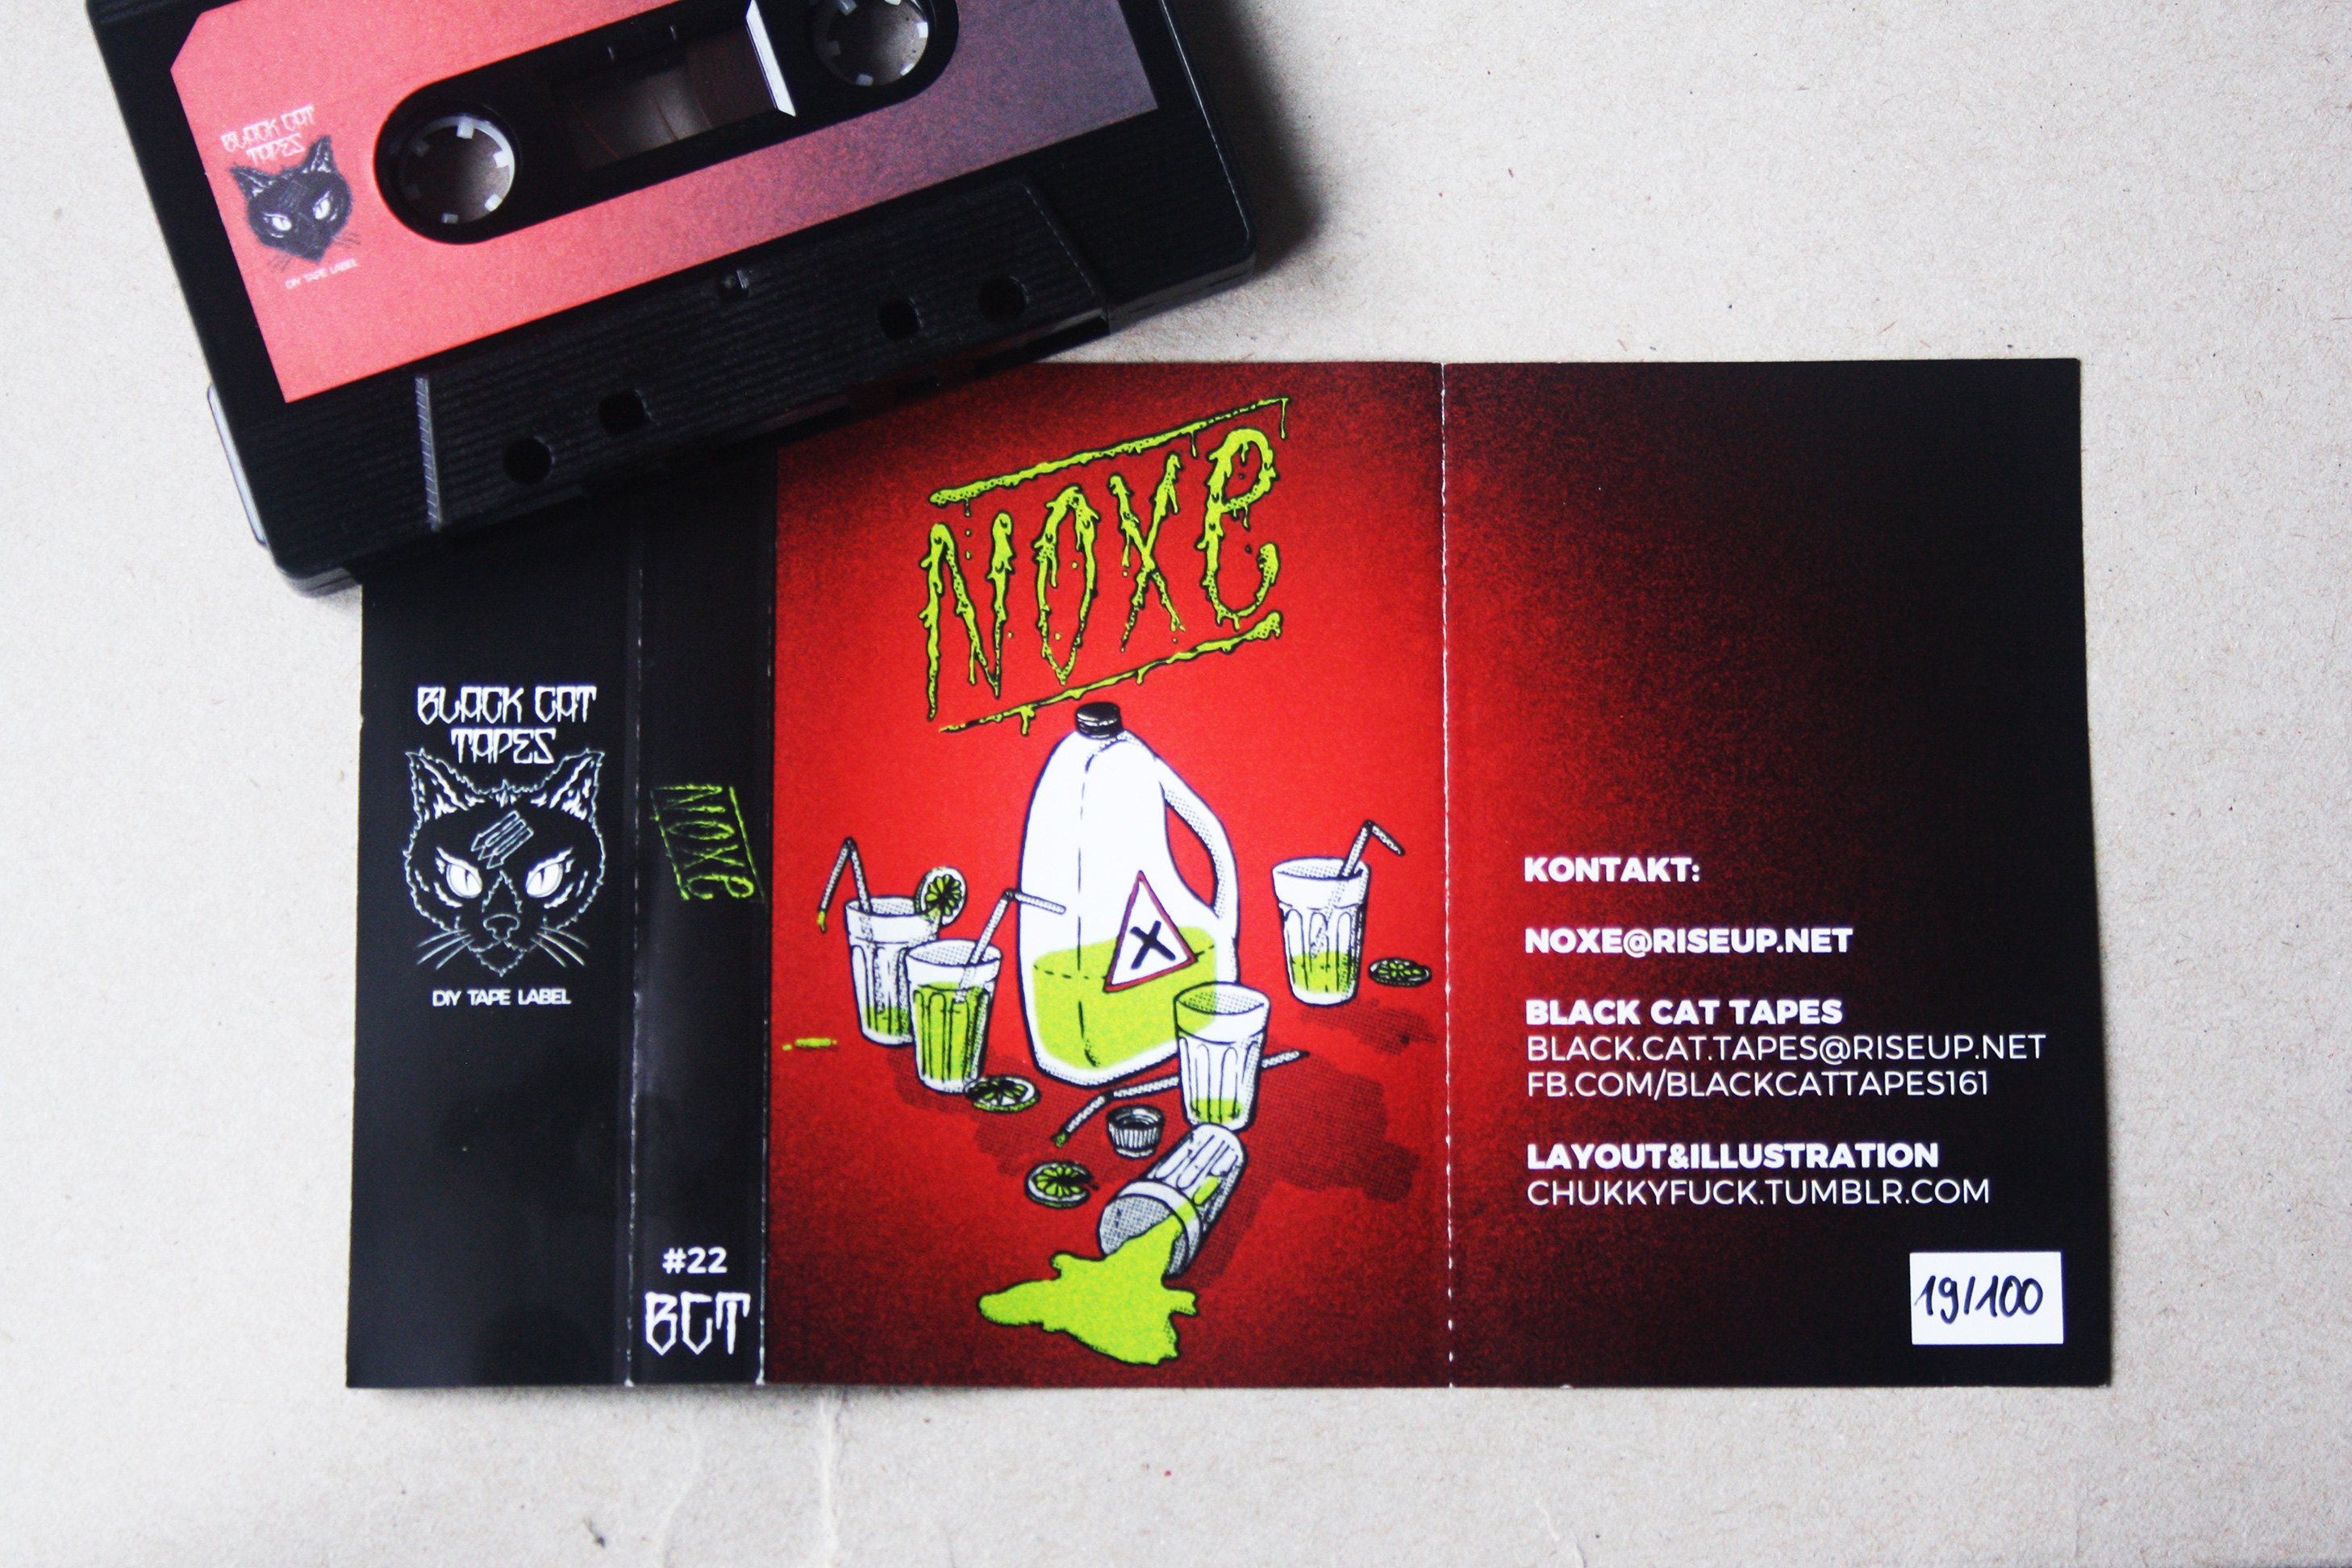 BLACK CAT
TAPES
DIY TAPE LABEL
BLACK CAT
TAPES
DIY TAPE LABEL
NOXE
#22
BCT
NOXE
X
KONTAKT:
NOXE@RISEUP.NET
BLACK CAT TAPES
BLACK.CAT.TAPES@RISEUP.NET
FB.COM/BLACKCATTAPES161
LAYOUT&ILLUSTRATION
CHUKKYFUCK.TUMBLR.COM
19/100